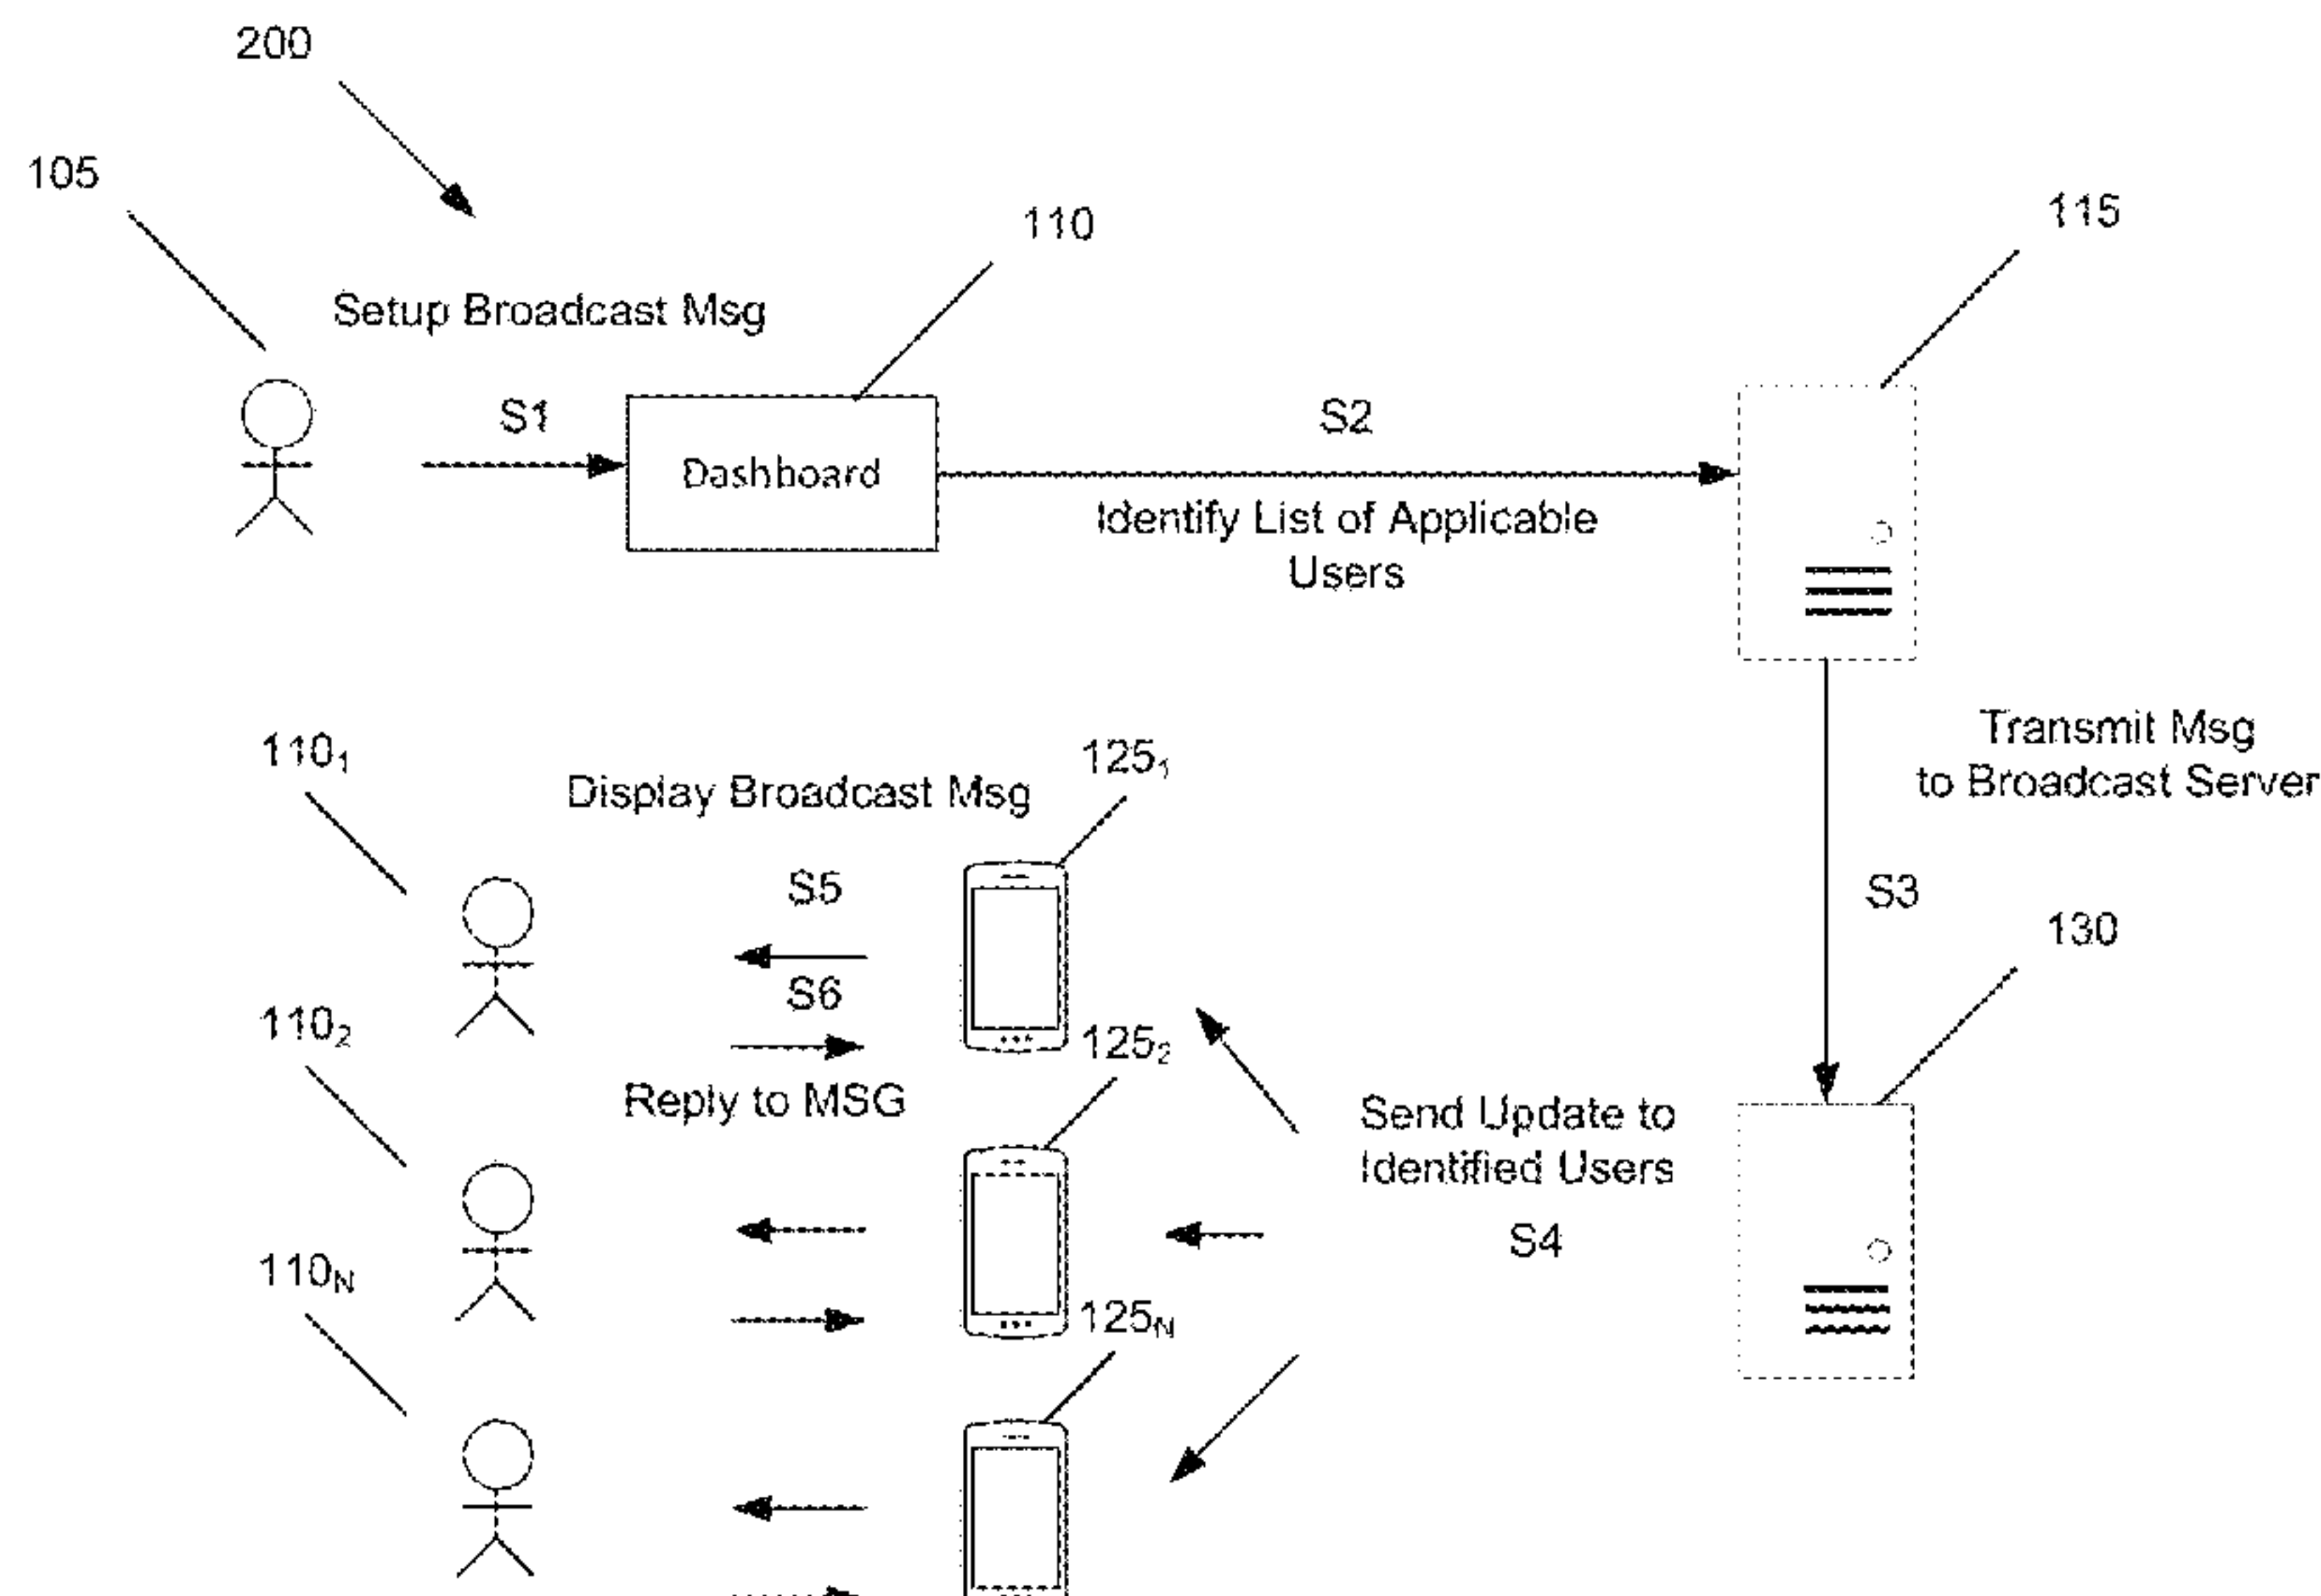 200
105
110
115
Setup Broadcast Msg
S1
Dashboard
S2
Identify List of Applicable
Users
Transmit Msg
to Broadcast Server
S3
130
110₁
Display Broadcast Msg
125₁
S5
S6
110₂
125₂
Reply to MSG
Send Update to
Identified Users
S4
110N
125N